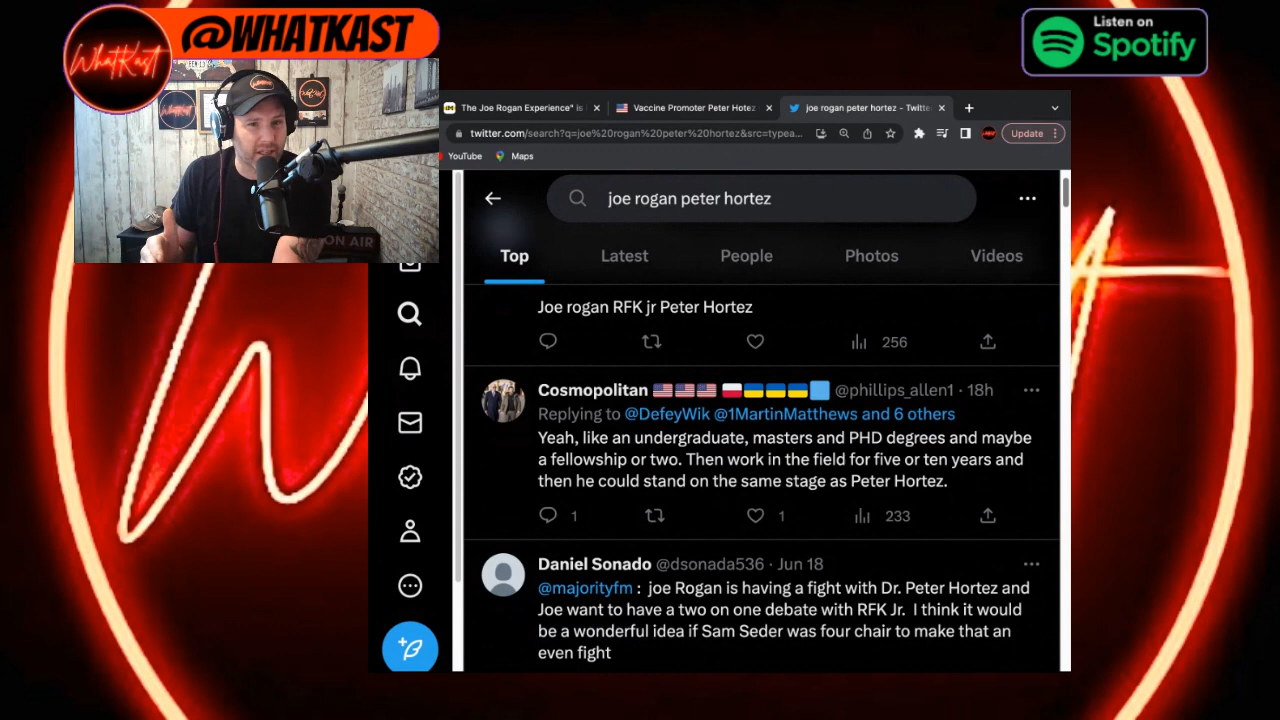 @WHATKAST
WhatKast
Listen on
Spotify
WhatKast
ON AIR
The Joe Rogan Experience" is
Vaccine Promoter Peter Hotez
joe rogan peter hortez - Twitte
twitter.com/search?q=joe%20rogan%20peter%20hortez&src=typea...
Update
YouTube
Maps
joe rogan peter hortez
Top
Latest
People
Photos
Videos
Joe rogan RFK jr Peter Hortez
256
Cosmopolitan @phillips_allen1 · 18h
Replying to @DefeyWik @1MartinMatthews and 6 others
Yeah, like an undergraduate, masters and PHD degrees and maybe
a fellowship or two. Then work in the field for five or ten years and
then he could stand on the same stage as Peter Hortez.
1
1
233
Daniel Sonado @dsonada536 · Jun 18
@majorityfm : joe Rogan is having a fight with Dr. Peter Hortez and
Joe want to have a two on one debate with RFK Jr. I think it would
be a wonderful idea if Sam Seder was four chair to make that an
even fight